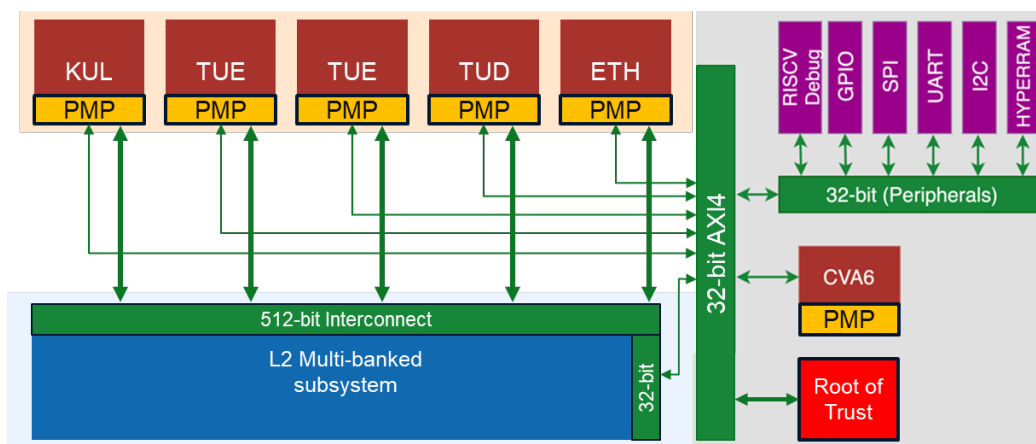 KUL
PMP
TUE
PMP
TUE
PMP
TUD
PMP
ETH
PMP
32-bit AXI4
RISCV
Debug
GPIO
SPI
UART
I2C
HYPERRAM
32-bit (Peripherals)
CVA6
PMP
Root of
Trust
512-bit Interconnect
L2 Multi-banked
subsystem
32-bit